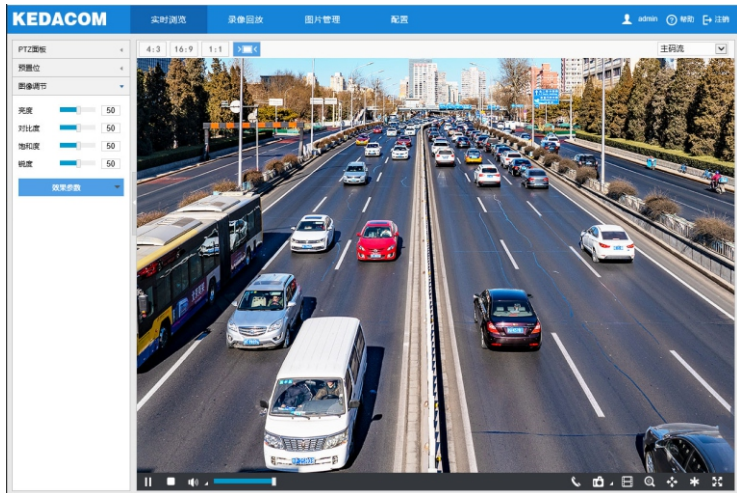 KEDACOM
实时浏览 录像回放 图片管理 配置
admin 帮助 注销
PTZ面板
4:3 16:9 1:1
主码流
预置位
图像调节
亮度 50
对比度 50
饱和度 50
锐度 50
效果参数